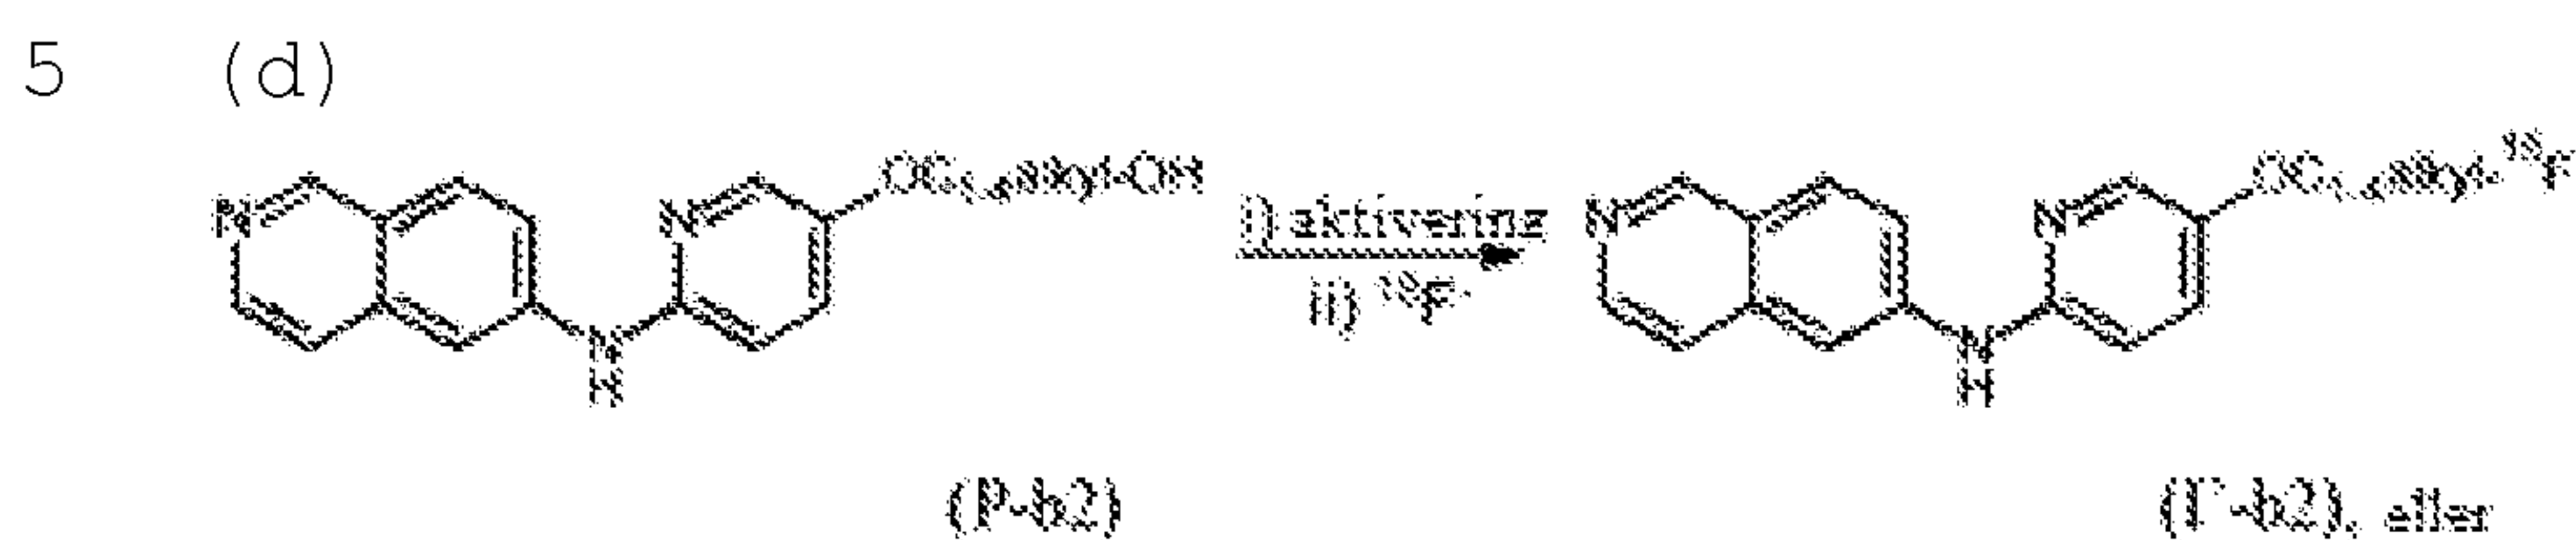 5 (d)
N N OC₁₋₆alkyl-OH i) aktivering N N OC₁₋₆alkyl-¹⁸F
ii) ¹⁸F⁻
N N
H H
(P-b2) (I'-b2), eller